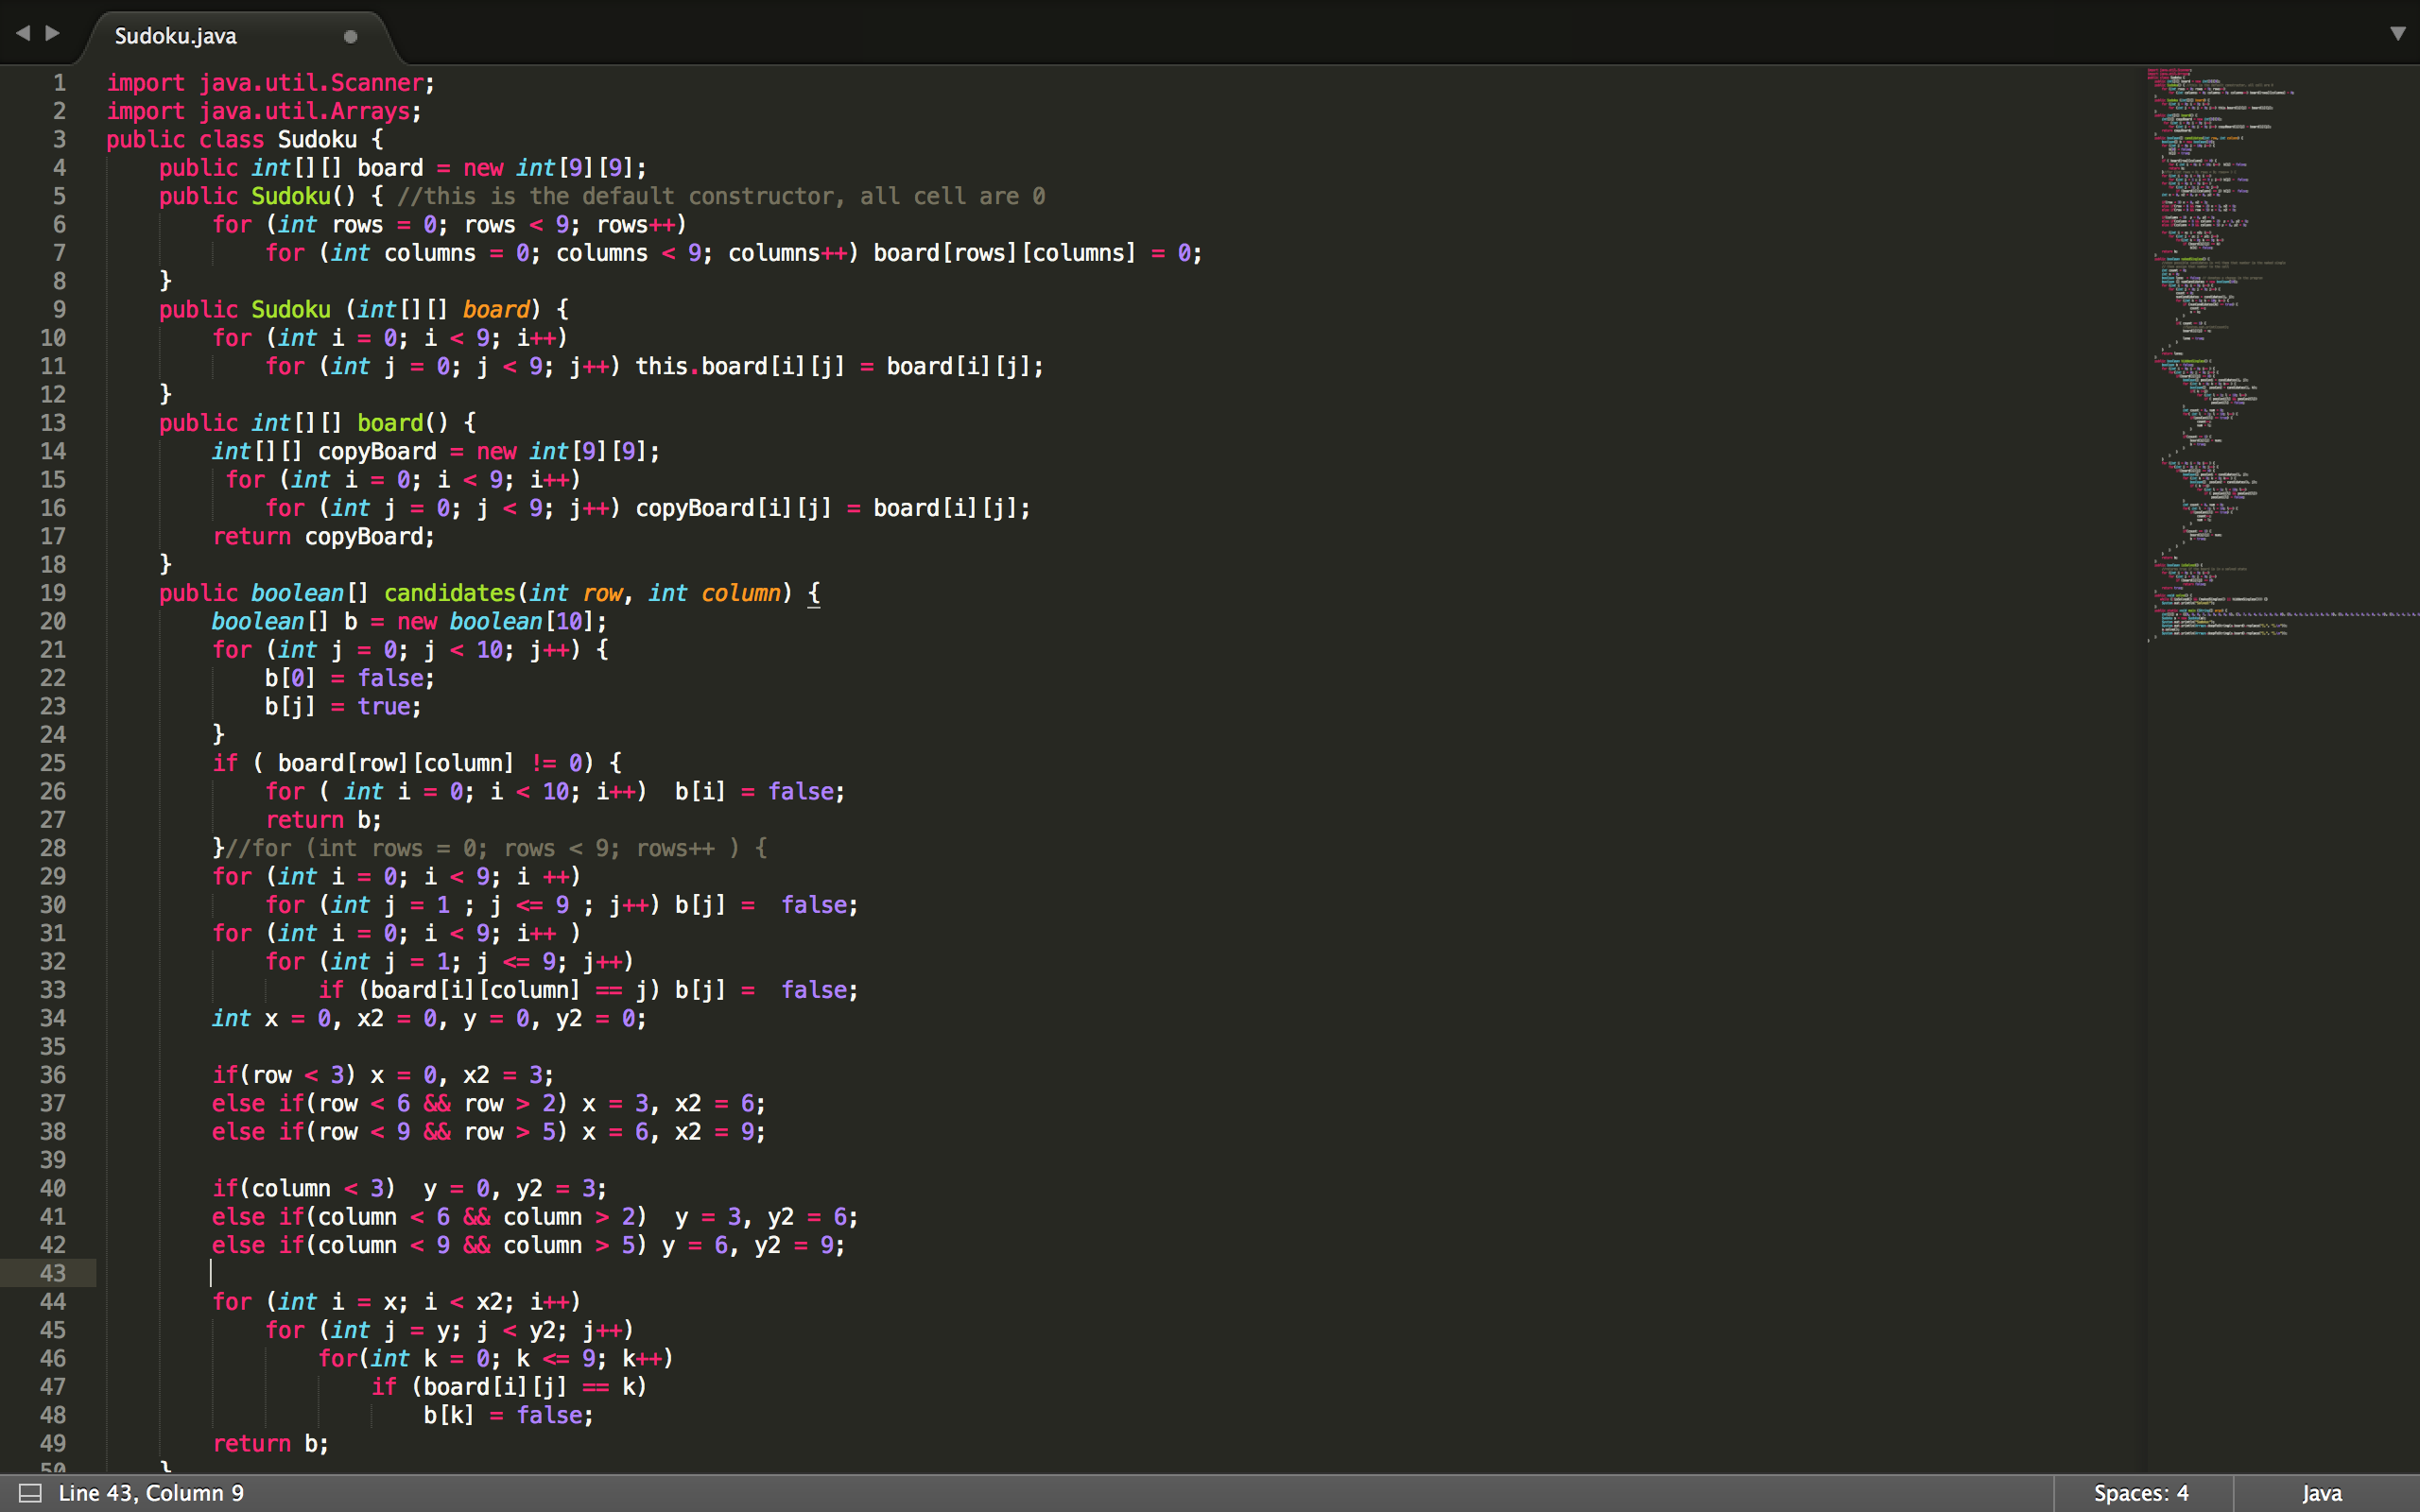 Sudoku.java
1 import java.util.Scanner;
2 import java.util.Arrays;
3 public class Sudoku {
4 public int[][] board = new int[9][9];
5 public Sudoku() { //this is the default constructor, all cell are 0
6 for (int rows = 0; rows < 9; rows++)
7 for (int columns = 0; columns < 9; columns++) board[rows][columns] = 0;
8 }
9 public Sudoku (int[][] board) {
10 for (int i = 0; i < 9; i++)
11 for (int j = 0; j < 9; j++) this.board[i][j] = board[i][j];
12 }
13 public int[][] board() {
14 int[][] copyBoard = new int[9][9];
15 for (int i = 0; i < 9; i++)
16 for (int j = 0; j < 9; j++) copyBoard[i][j] = board[i][j];
17 return copyBoard;
18 }
19 public boolean[] candidates(int row, int column) {
20 boolean[] b = new boolean[10];
21 for (int j = 0; j < 10; j++) {
22 b[0] = false;
23 b[j] = true;
24 }
25 if ( board[row][column] != 0) {
26 for ( int i = 0; i < 10; i++)  b[i] = false;
27 return b;
28 }//for (int rows = 0; rows < 9; rows++ ) {
29 for (int i = 0; i < 9; i ++)
30 for (int j = 1 ; j <= 9 ; j++) b[j] =  false;
31 for (int i = 0; i < 9; i++ )
32 for (int j = 1; j <= 9; j++)
33 if (board[i][column] == j) b[j] =  false;
34 int x = 0, x2 = 0, y = 0, y2 = 0;
35
36 if(row < 3) x = 0, x2 = 3;
37 else if(row < 6 && row > 2) x = 3, x2 = 6;
38 else if(row < 9 && row > 5) x = 6, x2 = 9;
39
40 if(column < 3)  y = 0, y2 = 3;
41 else if(column < 6 && column > 2)  y = 3, y2 = 6;
42 else if(column < 9 && column > 5) y = 6, y2 = 9;
43
44 for (int i = x; i < x2; i++)
45 for (int j = y; j < y2; j++)
46 for(int k = 0; k <= 9; k++)
47 if (board[i][j] == k)
48 b[k] = false;
49 return b;
50 }
Line 43, Column 9
Spaces: 4
Java